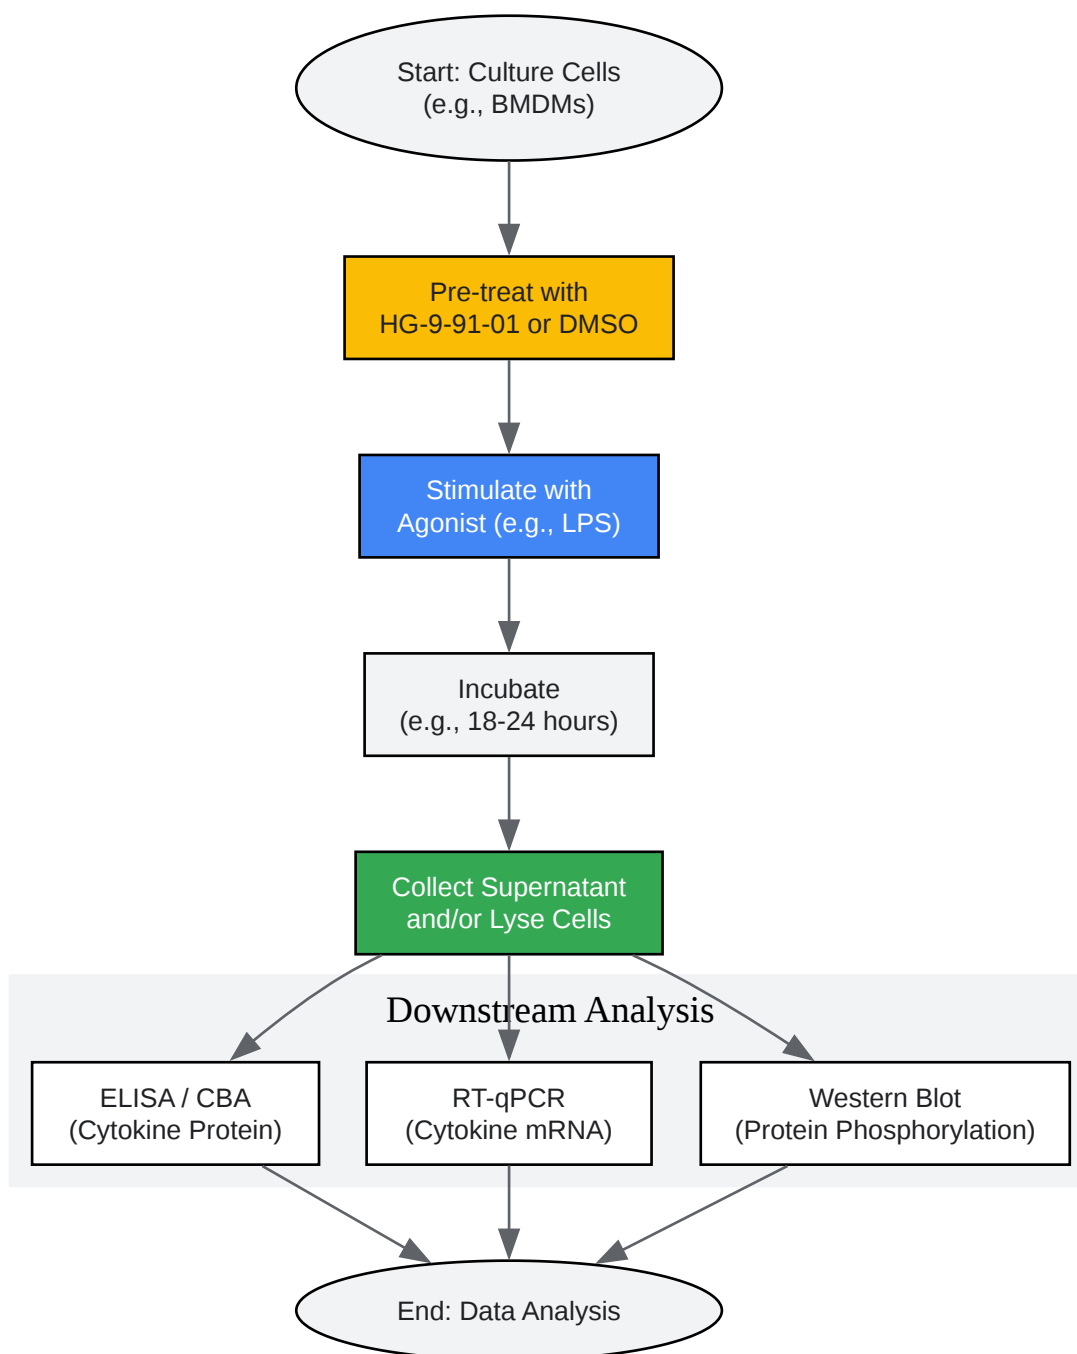 Start: Culture Cells
(e.g., BMDMs)
Pre-treat with
HG-9-91-01 or DMSO
Stimulate with
Agonist (e.g., LPS)
Incubate
(e.g., 18-24 hours)
Collect Supernatant
and/or Lyse Cells
Downstream Analysis
ELISA / CBA
(Cytokine Protein)
RT-qPCR
(Cytokine mRNA)
Western Blot
(Protein Phosphorylation)
End: Data Analysis